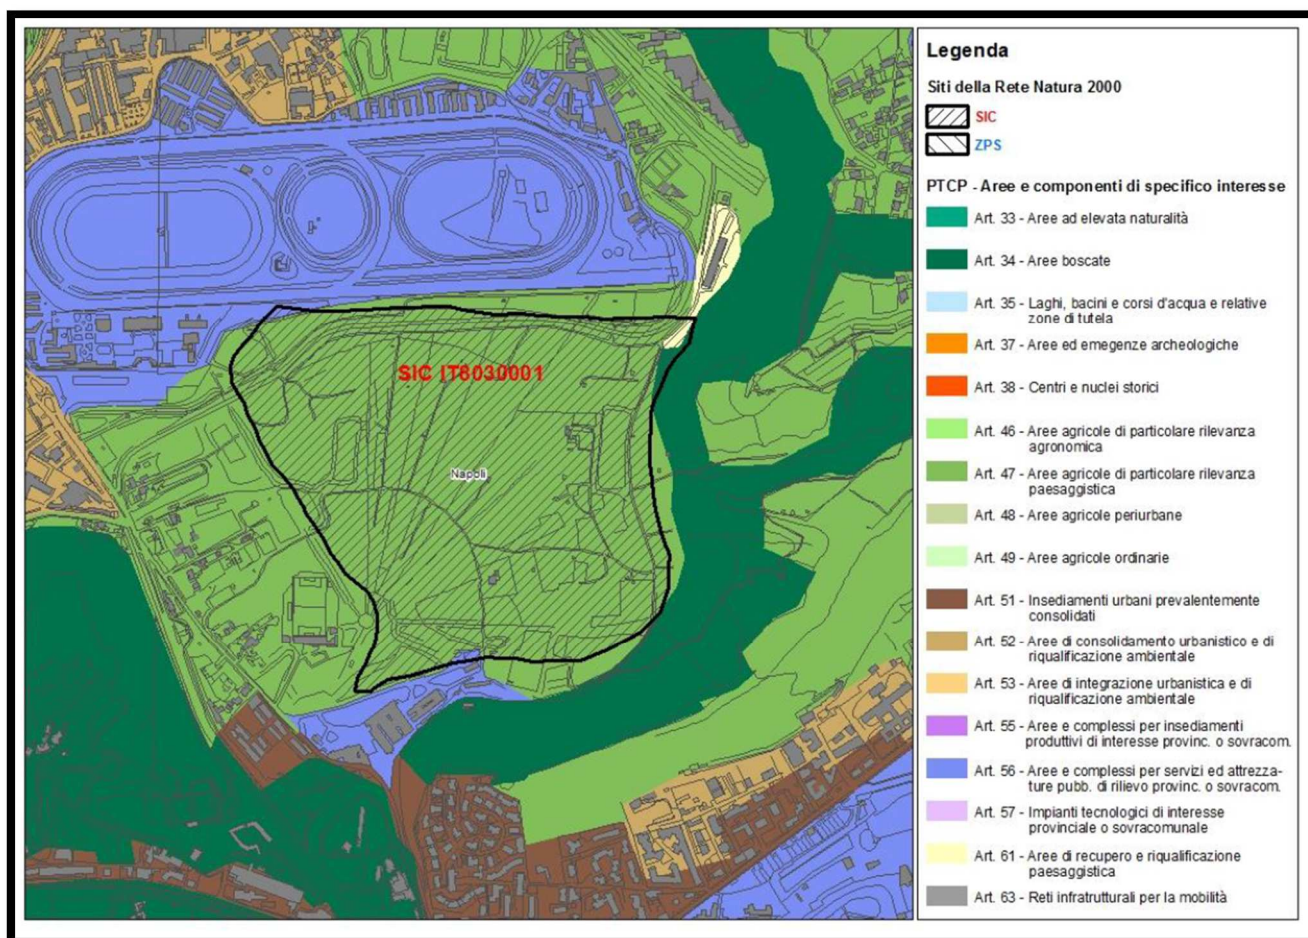 SIC IT8030001
Napoli
Legenda
Siti della Rete Natura 2000
SIC
ZPS
PTCP - Aree e componenti di specifico interesse
Art. 33 - Aree ad elevata naturalità
Art. 34 - Aree boscate
Art. 35 - Laghi, bacini e corsi d'acqua e relative
zone di tutela
Art. 37 - Aree ed emegenze archeologiche
Art. 38 - Centri e nuclei storici
Art. 46 - Aree agricole di particolare rilevanza
agronomica
Art. 47 - Aree agricole di particolare rilevanza
paesaggistica
Art. 48 - Aree agricole periurbane
Art. 49 - Aree agricole ordinarie
Art. 51 - Insediamenti urbani prevalentemente
consolidati
Art. 52 - Aree di consolidamento urbanistico e di
riqualificazione ambientale
Art. 53 - Aree di integrazione urbanistica e di
riqualificazione ambientale
Art. 55 - Aree e complessi per insediamenti
produttivi di interesse provinc. o sovracom.
Art. 56 - Aree e complessi per servizi ed attrezza-
ture pubb. di rilievo provinc. o sovracom.
Art. 57 - Impianti tecnologici di interesse
provinciale o sovracomunale
Art. 61 - Aree di recupero e riqualificazione
paesaggistica
Art. 63 - Reti infratrutturali per la mobilità